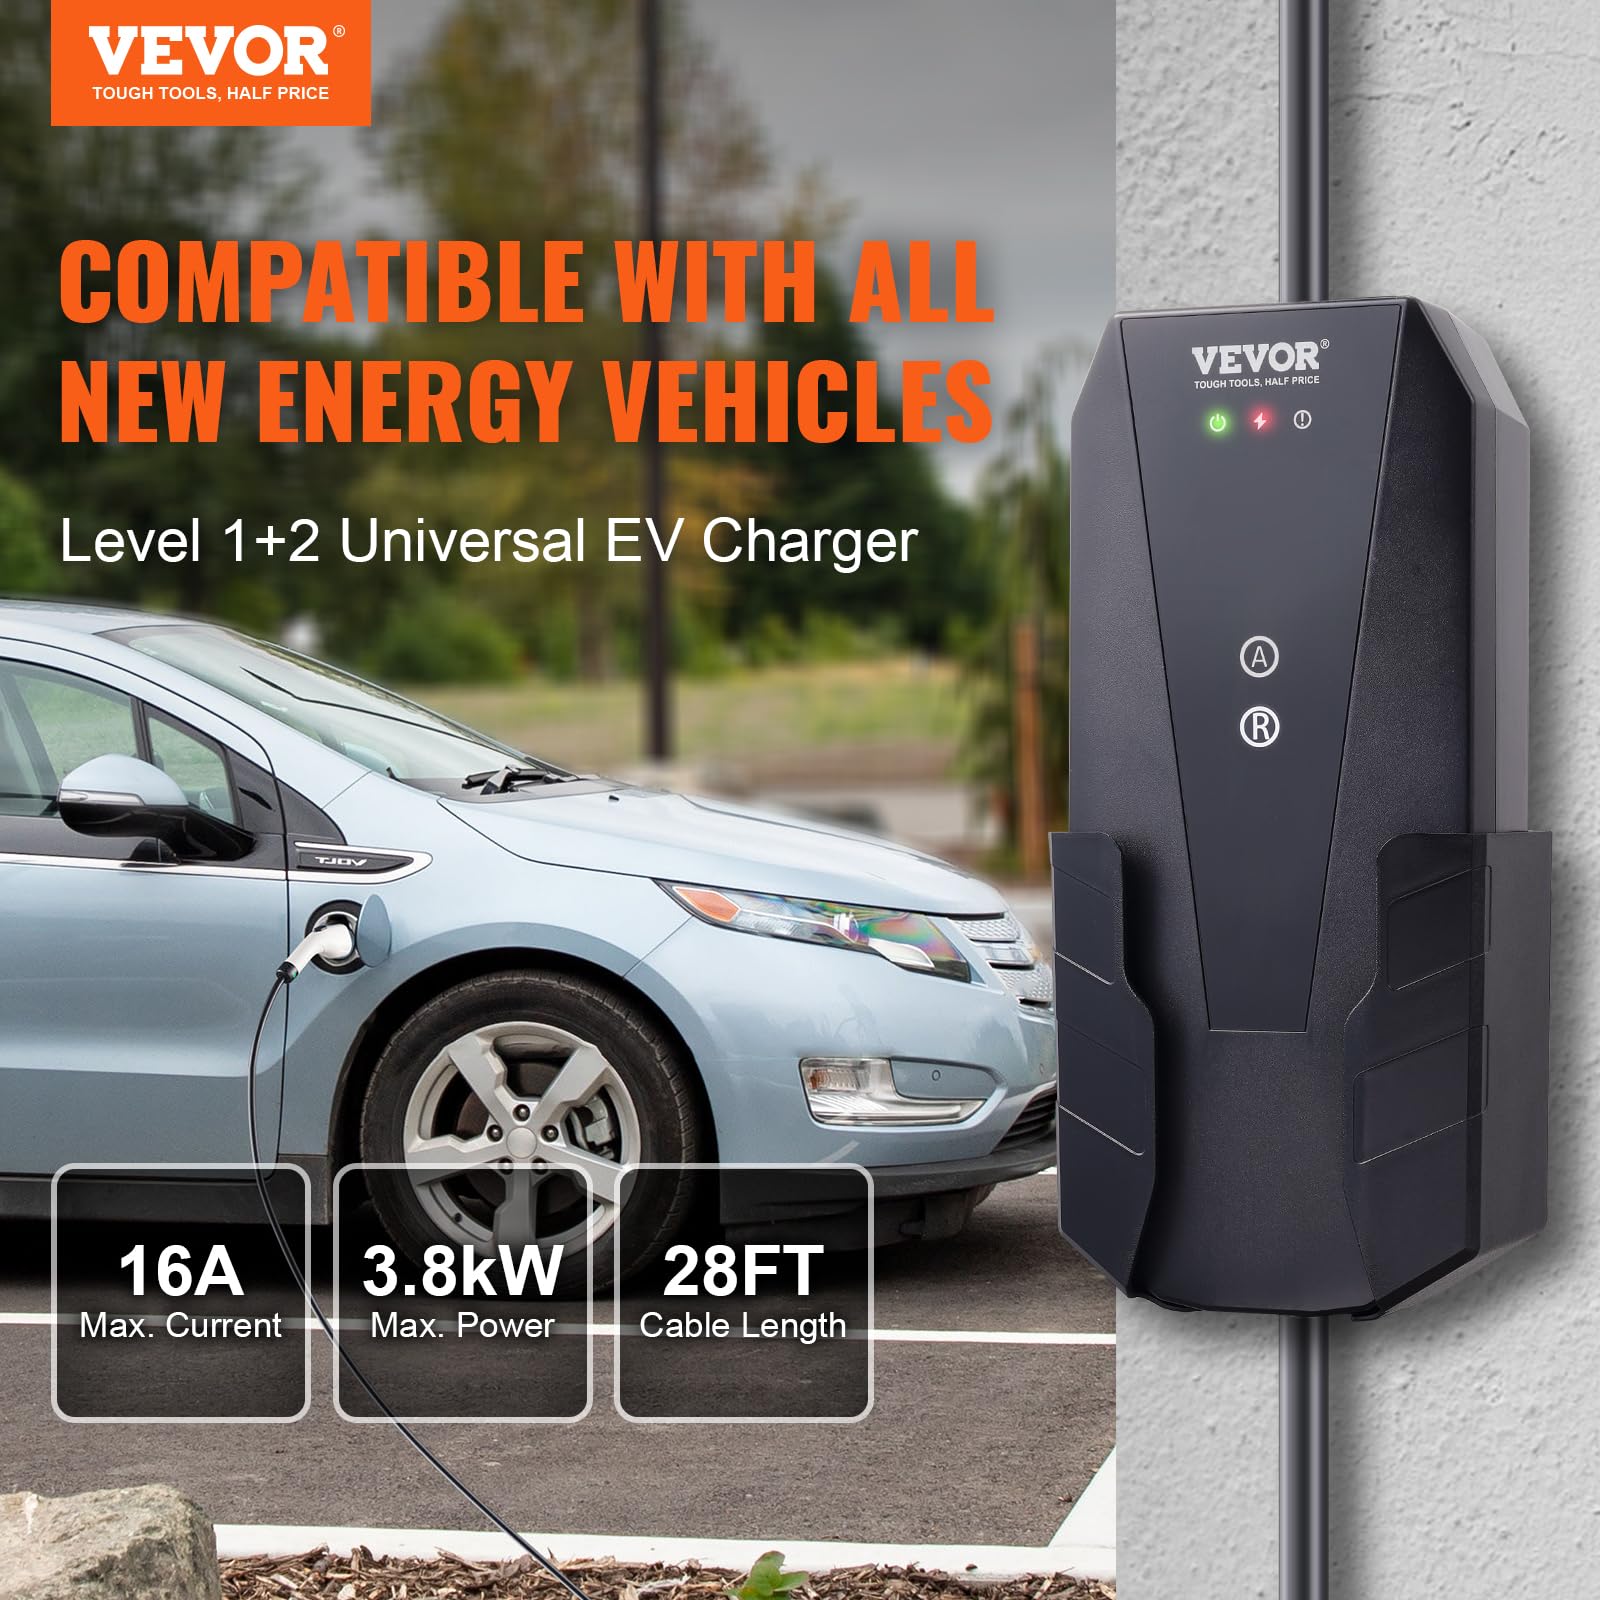 VEVOR®
TOUGH TOOLS, HALF PRICE
COMPATIBLE WITH ALL
NEW ENERGY VEHICLES
Level 1+2 Universal EV Charger
VEVOR®
TOUGH TOOLS, HALF PRICE
A
R
TJOV
16A
Max. Current
3.8kW
Max. Power
28FT
Cable Length